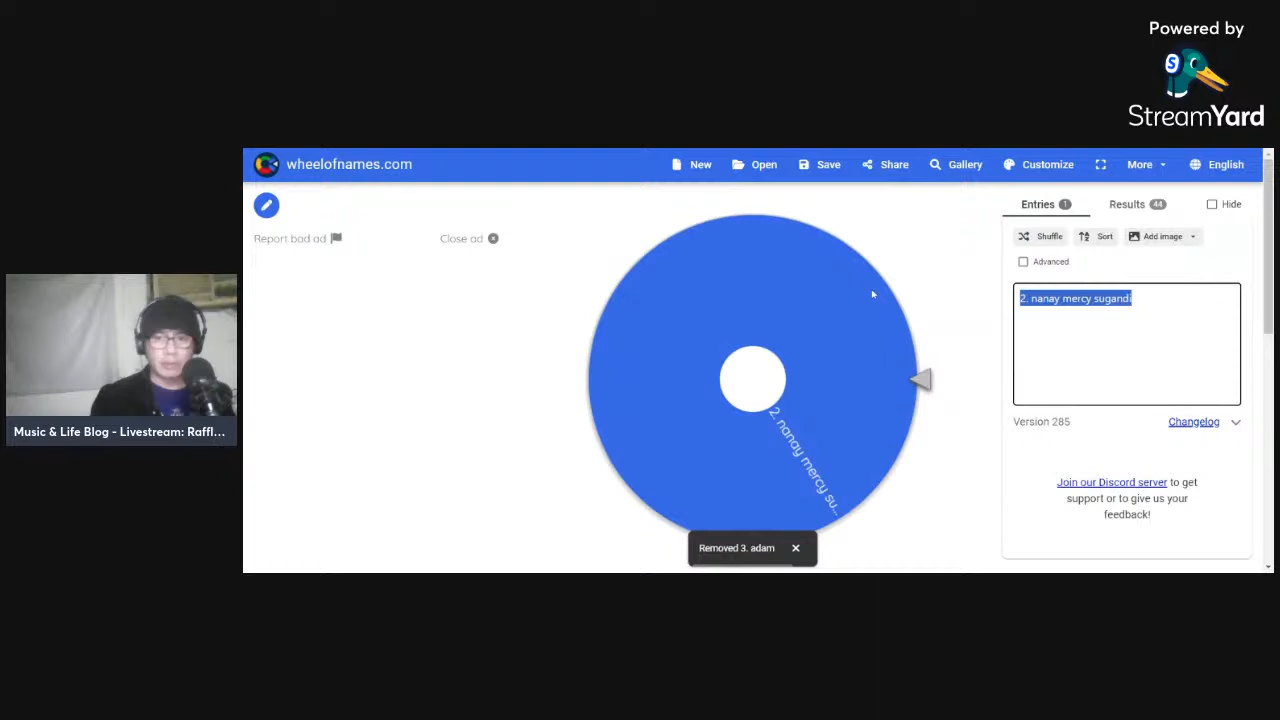 Powered by
StreamYard
wheelofnames.com
New
Open
Save
Share
Gallery
Customize
More
English
Entries 1
Results 44
Hide
Report bad ad
Close ad
Shuffle
Sort
Add image
Advanced
2. nanay mercy sugandi
2. nanay mercy su...
Version 285
Changelog
Join our Discord server to get
support or to give us your
feedback!
Removed 3. adam
Music & Life Blog - Livestream: Raffl...